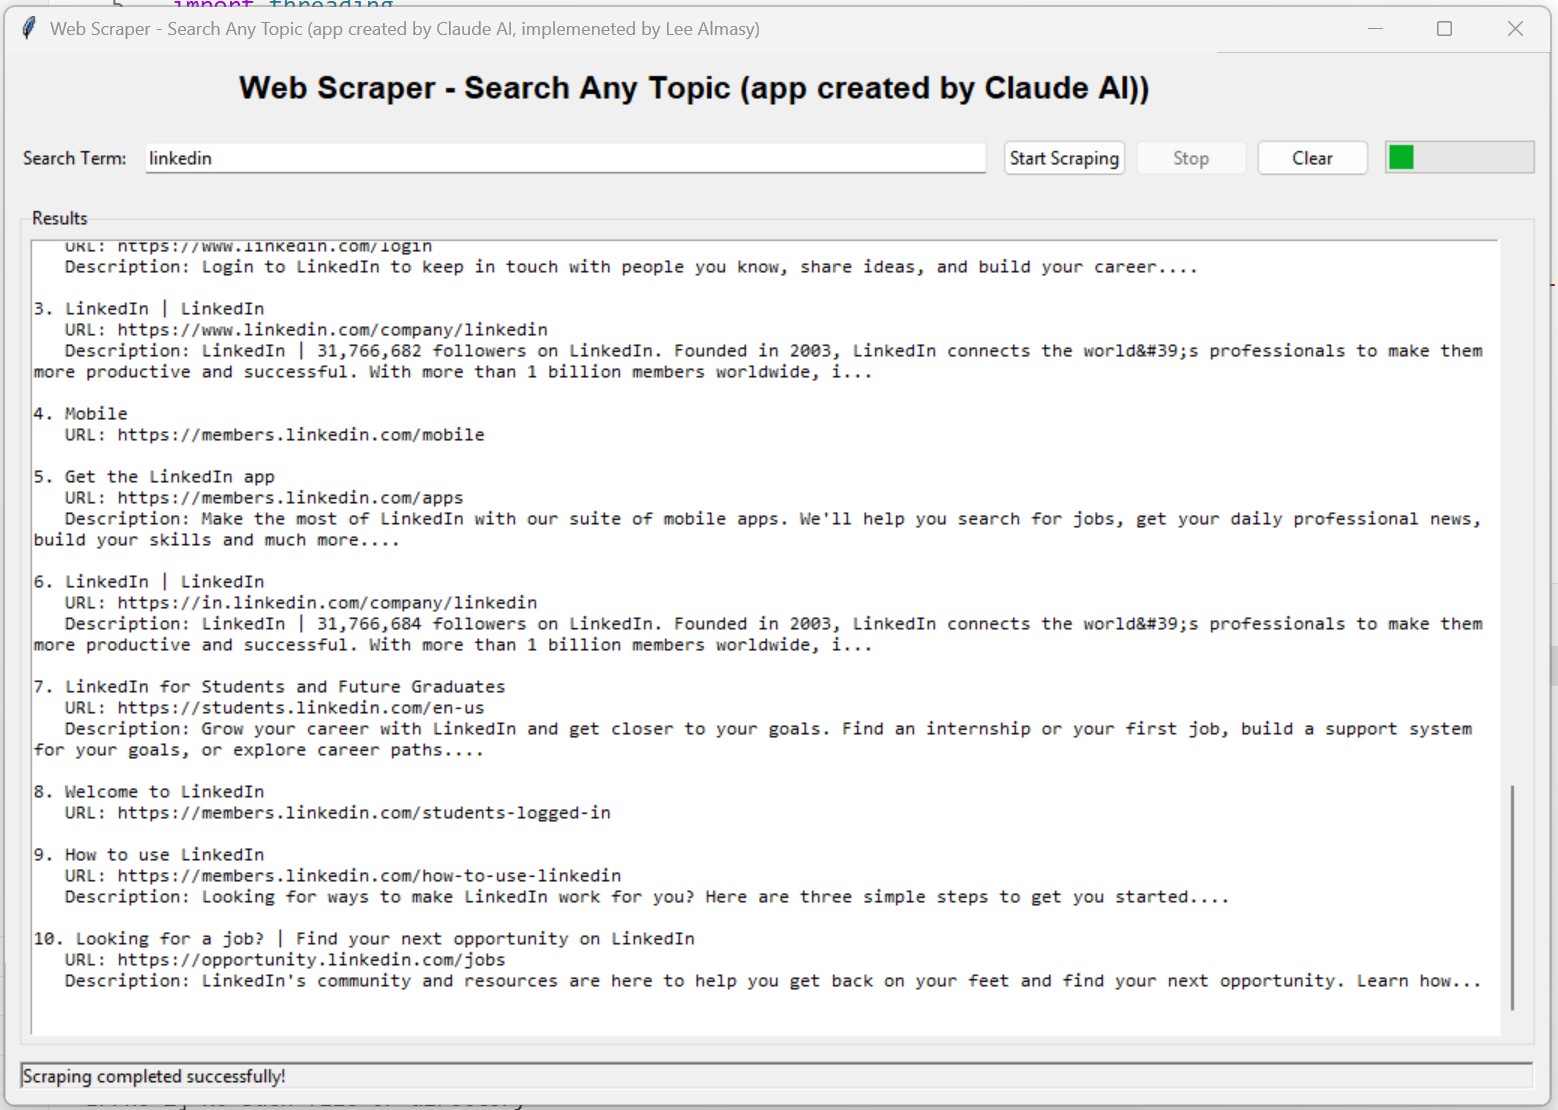 5 import threading
Web Scraper - Search Any Topic (app created by Claude AI, implemeneted by Lee Almasy)
Web Scraper - Search Any Topic (app created by Claude AI))
Search Term: linkedin Start Scraping Stop Clear
Results
URL: https://www.linkedin.com/login
Description: Login to LinkedIn to keep in touch with people you know, share ideas, and build your career....
3. LinkedIn | LinkedIn
URL: https://www.linkedin.com/company/linkedin
Description: LinkedIn | 31,766,682 followers on LinkedIn. Founded in 2003, LinkedIn connects the world&#39;s professionals to make them
more productive and successful. With more than 1 billion members worldwide, i...
4. Mobile
URL: https://members.linkedin.com/mobile
5. Get the LinkedIn app
URL: https://members.linkedin.com/apps
Description: Make the most of LinkedIn with our suite of mobile apps. We'll help you search for jobs, get your daily professional news,
build your skills and much more....
6. LinkedIn | LinkedIn
URL: https://in.linkedin.com/company/linkedin
Description: LinkedIn | 31,766,684 followers on LinkedIn. Founded in 2003, LinkedIn connects the world&#39;s professionals to make them
more productive and successful. With more than 1 billion members worldwide, i...
7. LinkedIn for Students and Future Graduates
URL: https://students.linkedin.com/en-us
Description: Grow your career with LinkedIn and get closer to your goals. Find an internship or your first job, build a support system
for your goals, or explore career paths....
8. Welcome to LinkedIn
URL: https://members.linkedin.com/students-logged-in
9. How to use LinkedIn
URL: https://members.linkedin.com/how-to-use-linkedin
Description: Looking for ways to make LinkedIn work for you? Here are three simple steps to get you started....
10. Looking for a job? | Find your next opportunity on LinkedIn
URL: https://opportunity.linkedin.com/jobs
Description: LinkedIn's community and resources are here to help you get back on your feet and find your next opportunity. Learn how...
Scraping completed successfully!